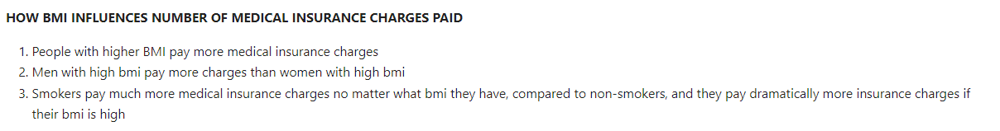 HOW BMI INFLUENCES NUMBER OF MEDICAL INSURANCE CHARGES PAID
1. People with higher BMI pay more medical insurance charges
2. Men with high bmi pay more charges than women with high bmi
3. Smokers pay much more medical insurance charges no matter what bmi they have, compared to non-smokers, and they pay dramatically more insurance charges if
their bmi is high